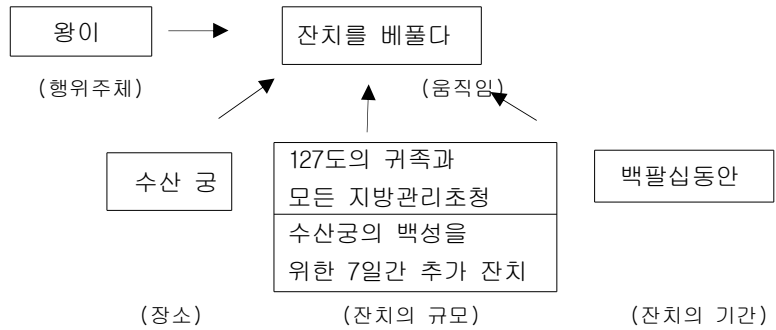 왕이
잔치를 베풀다
(행위주체)
(움직임)
수산 궁
127도의 귀족과
모든 지방관리초청
수산궁의 백성을
위한 7일간 추가 잔치
백팔십동안
(장소)
(잔치의 규모)
(잔치의 기간)